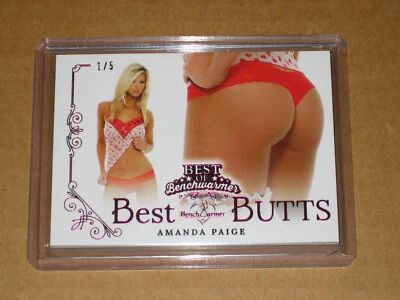 1/5
BEST
OF
Benchwarmer
Best BUTTS
BenchWarmer
AMANDA PAIGE